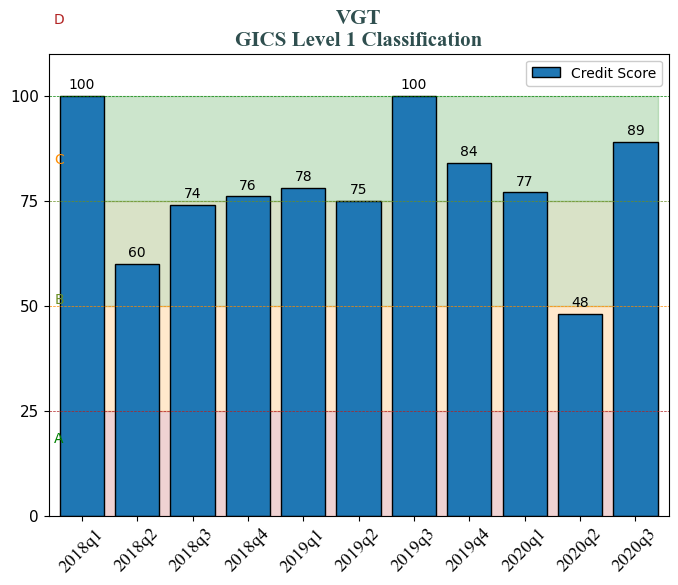 D
VGT
GICS Level 1 Classification
Credit Score
100
100
100
89
84
C
78
77
76
75
74
75
60
B
50
48
25
A
0
2018q1
2018q2
2018q3
2018q4
2019q1
2019q2
2019q3
2019q4
2020q1
2020q2
2020q3